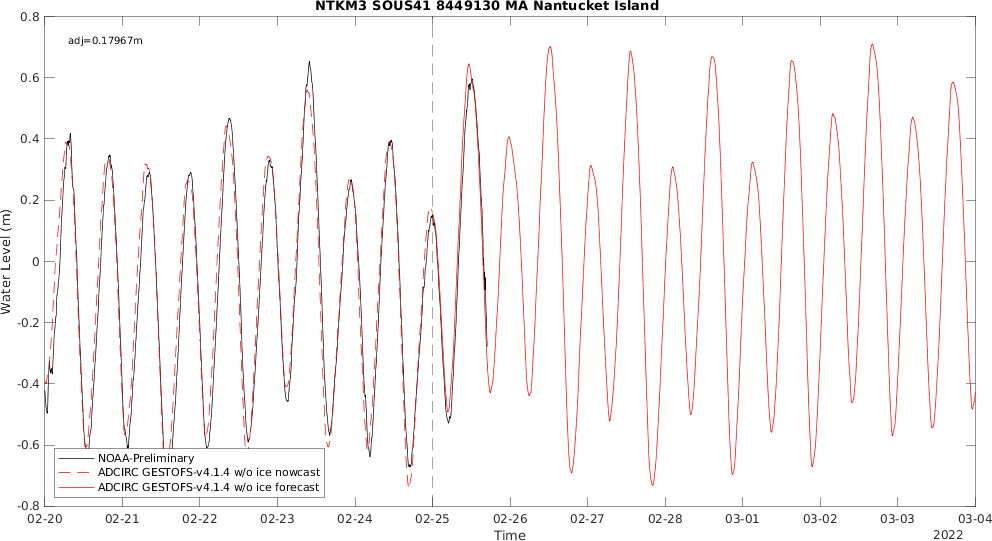 NTKM3 SOUS41 8449130 MA Nantucket Island
adj=0.17967m
Water Level (m)
0.8
0.6
0.4
0.2
0
-0.2
-0.4
-0.6
-0.8
NOAA-Preliminary
ADCIRC GESTOFS-v4.1.4 w/o ice nowcast
ADCIRC GESTOFS-v4.1.4 w/o ice forecast
02-20 02-21 02-22 02-23 02-24 02-25 02-26 02-27 02-28 03-01 03-02 03-03 03-04
Time
2022